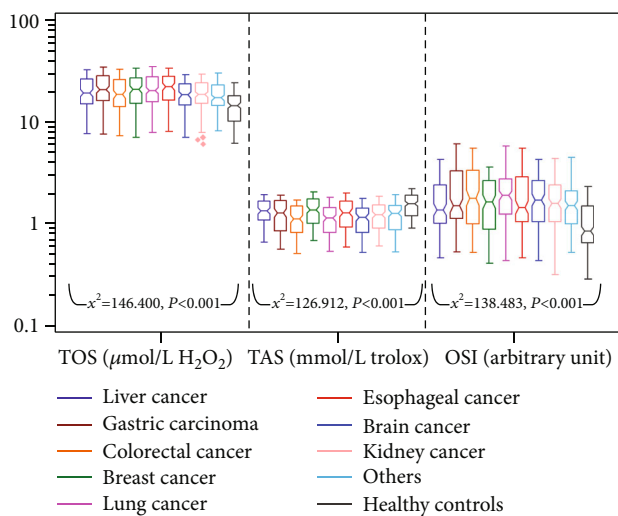 100
10
1
0.1
x²=146.400, P<0.001
x²=126.912, P<0.001
x²=138.483, P<0.001
TOS (μmol/L H₂O₂)
TAS (mmol/L trolox)
OSI (arbitrary unit)
Liver cancer
Gastric carcinoma
Colorectal cancer
Breast cancer
Lung cancer
Esophageal cancer
Brain cancer
Kidney cancer
Others
Healthy controls